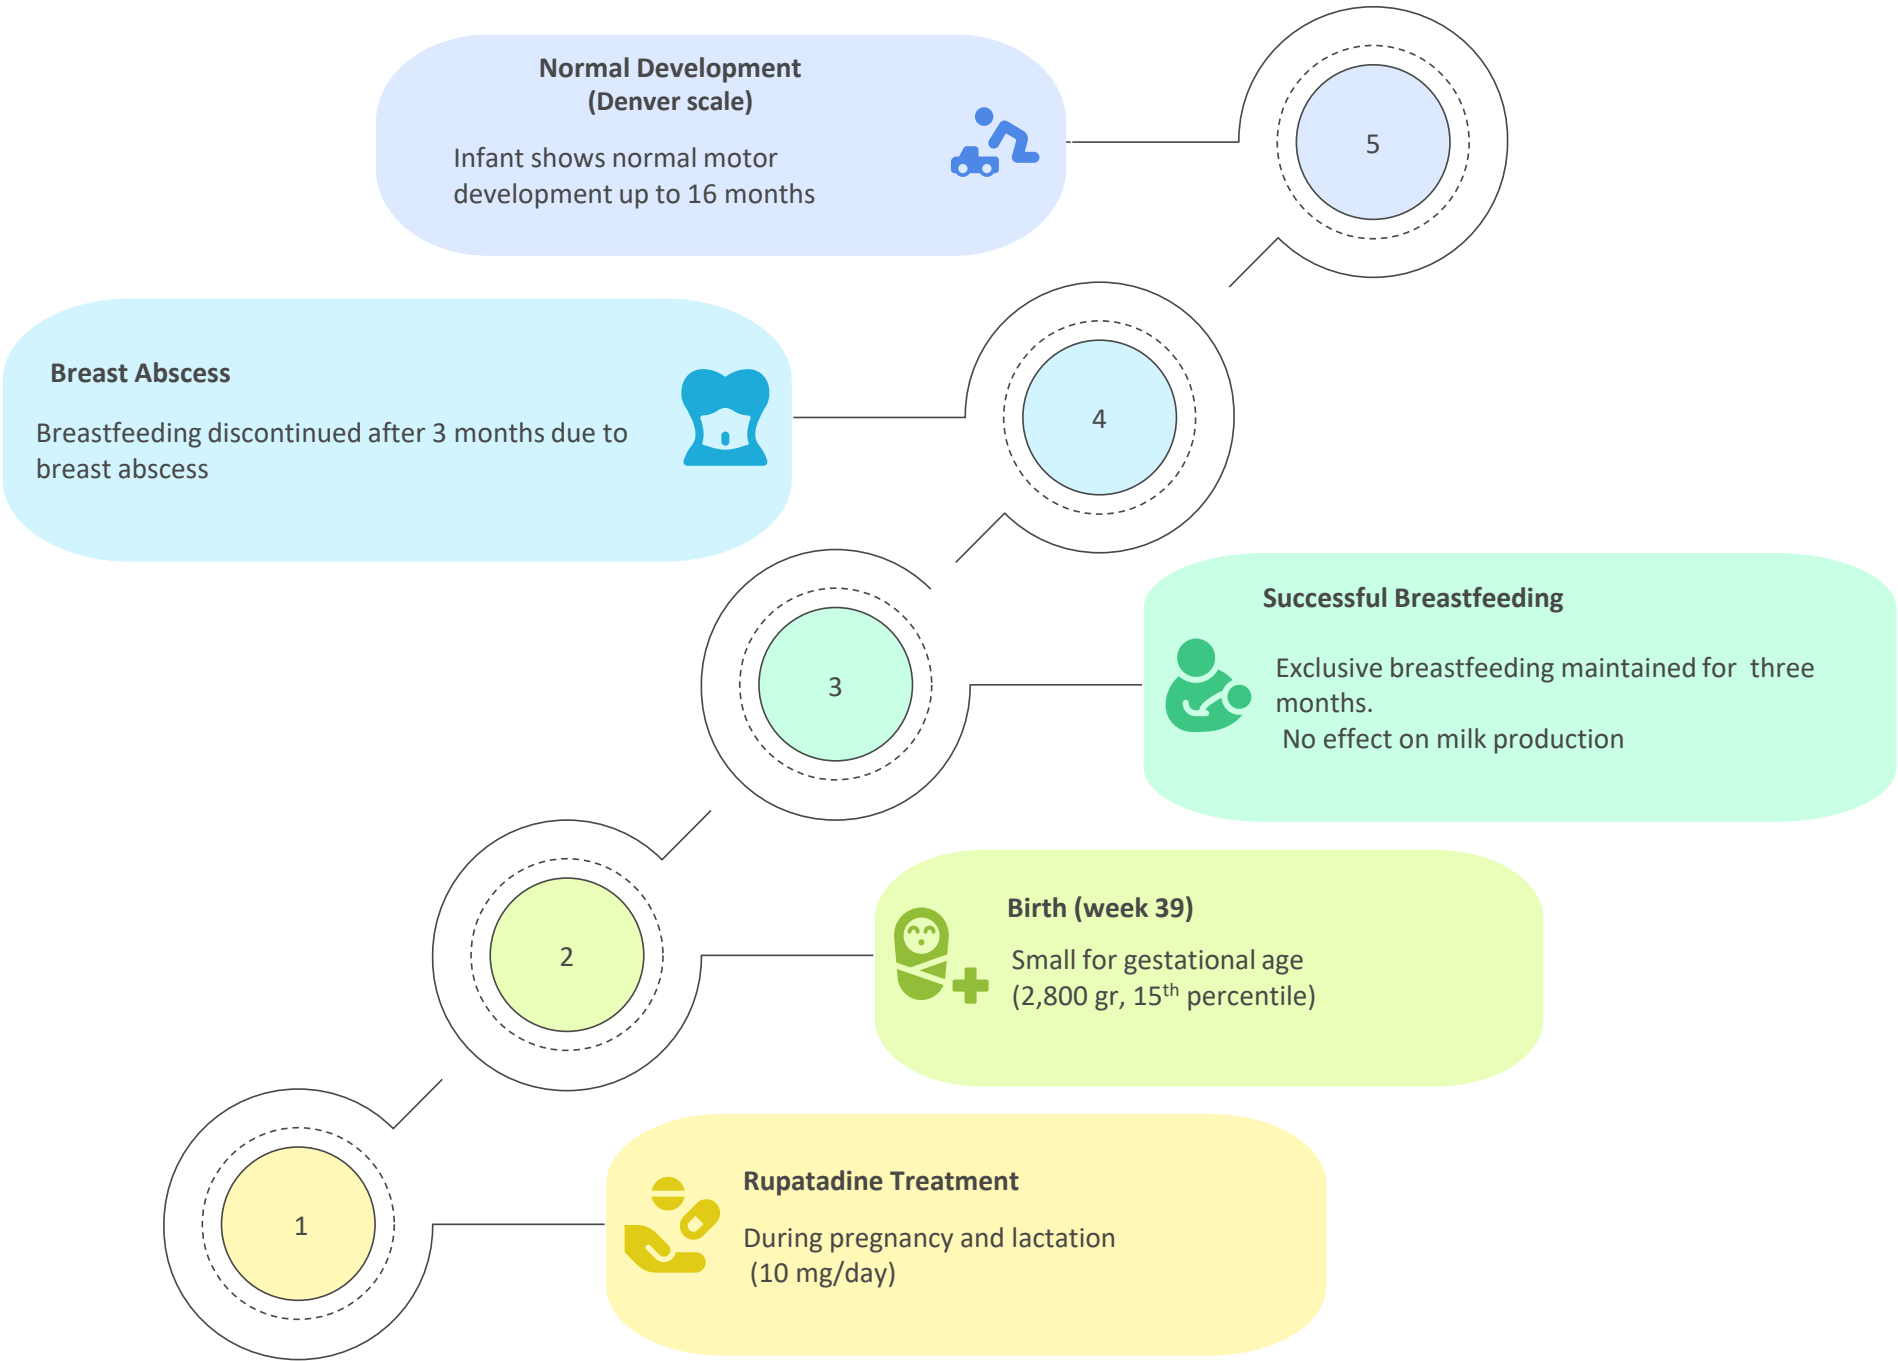 Normal Development
(Denver scale)
Infant shows normal motor
development up to 16 months
5
Breast Abscess
Breastfeeding discontinued after 3 months due to
breast abscess
4
Successful Breastfeeding
Exclusive breastfeeding maintained for three
months.
No effect on milk production
3
Birth (week 39)
Small for gestational age
(2,800 gr, 15th percentile)
2
Rupatadine Treatment
During pregnancy and lactation
(10 mg/day)
1